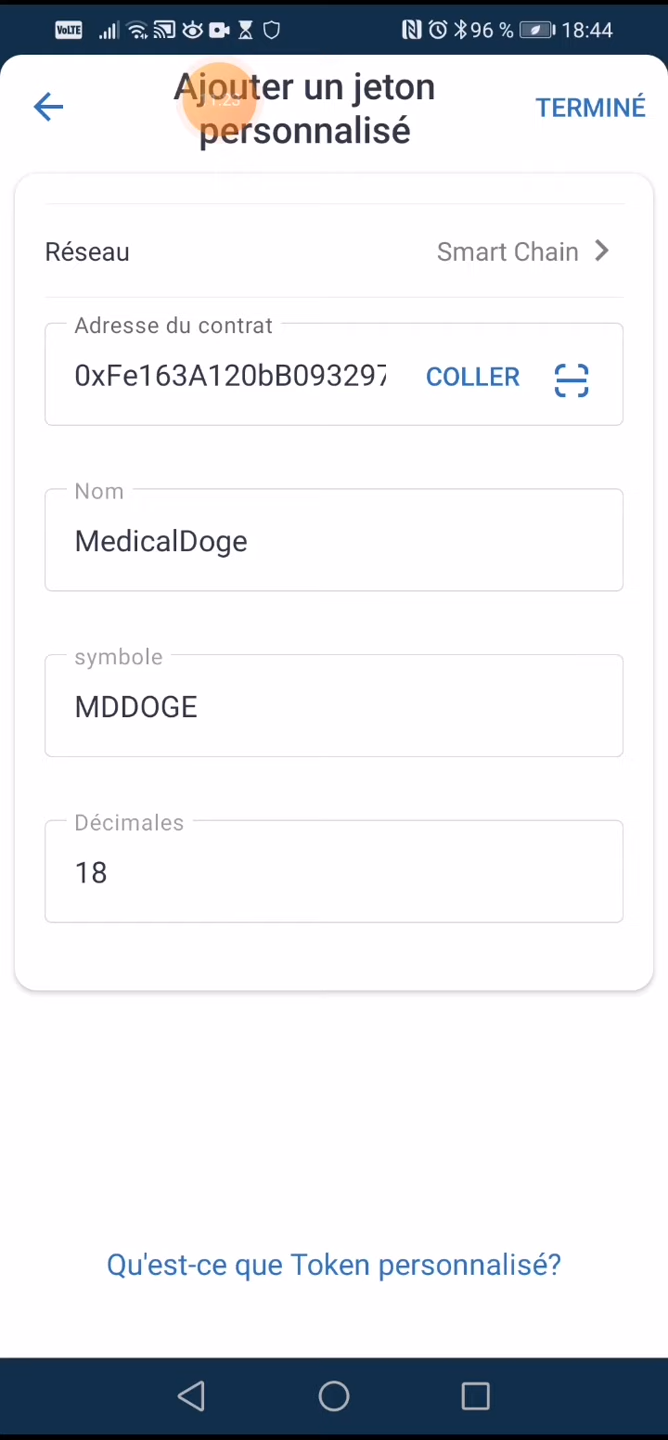 VoLTE 96 % 18:44
Ajouter un jeton
personnalisé
TERMINÉ
Réseau Smart Chain
Adresse du contrat
0xFe163A120bB093297 COLLER
Nom
MedicalDoge
symbole
MDDOGE
Décimales
18
Qu'est-ce que Token personnalisé?